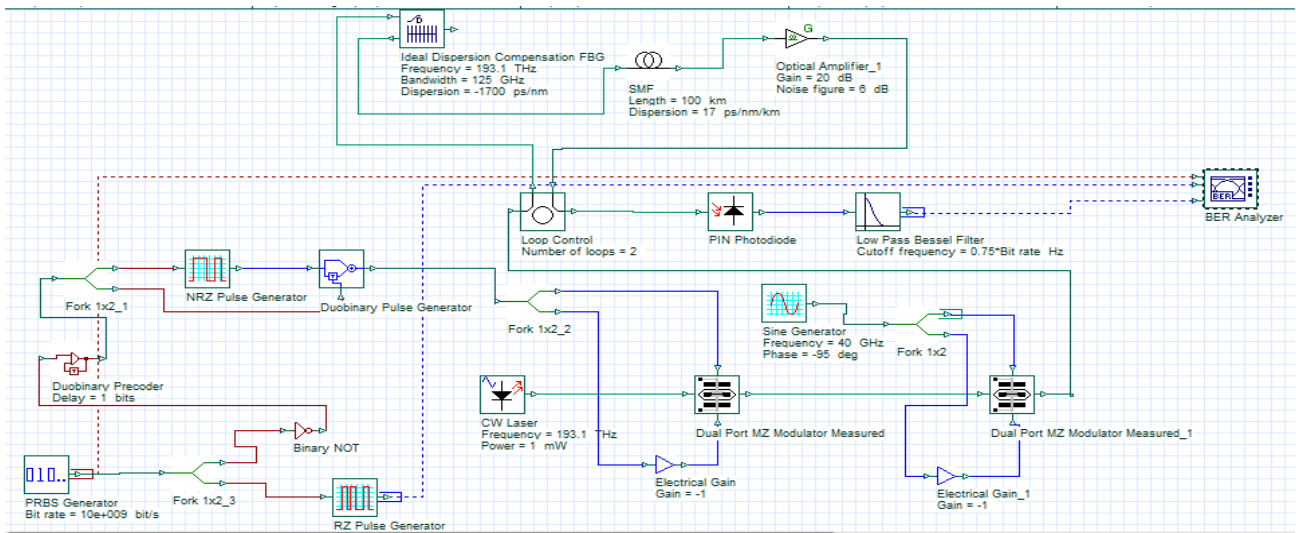 Ideal Dispersion Compensation FBG
Frequency = 193.1 THz
Bandwidth = 125 GHz
Dispersion = -1700 ps/nm
SMF
Length = 100 km
Dispersion = 17 ps/nm/km
G
Optical Amplifier_1
Gain = 20 dB
Noise figure = 6 dB
Loop Control
Number of loops = 2
PIN Photodiode
Low Pass Bessel Filter
Cutoff frequency = 0.75*Bit rate Hz
BER
BER Analyzer
Fork 1x2_1
NRZ Pulse Generator
Duobinary Pulse Generator
Fork 1x2_2
Sine Generator
Frequency = 40 GHz
Phase = -95 deg
Fork 1x2
Duobinary Precoder
Delay = 1 bits
CW Laser
Frequency = 193.1 THz
Power = 1 mW
Dual Port MZ Modulator Measured
Dual Port MZ Modulator Measured_1
Binary NOT
Electrical Gain
Gain = -1
Electrical Gain_1
Gain = -1
010..
PRBS Generator
Bit rate = 10e+009 bit/s
Fork 1x2_3
RZ Pulse Generator